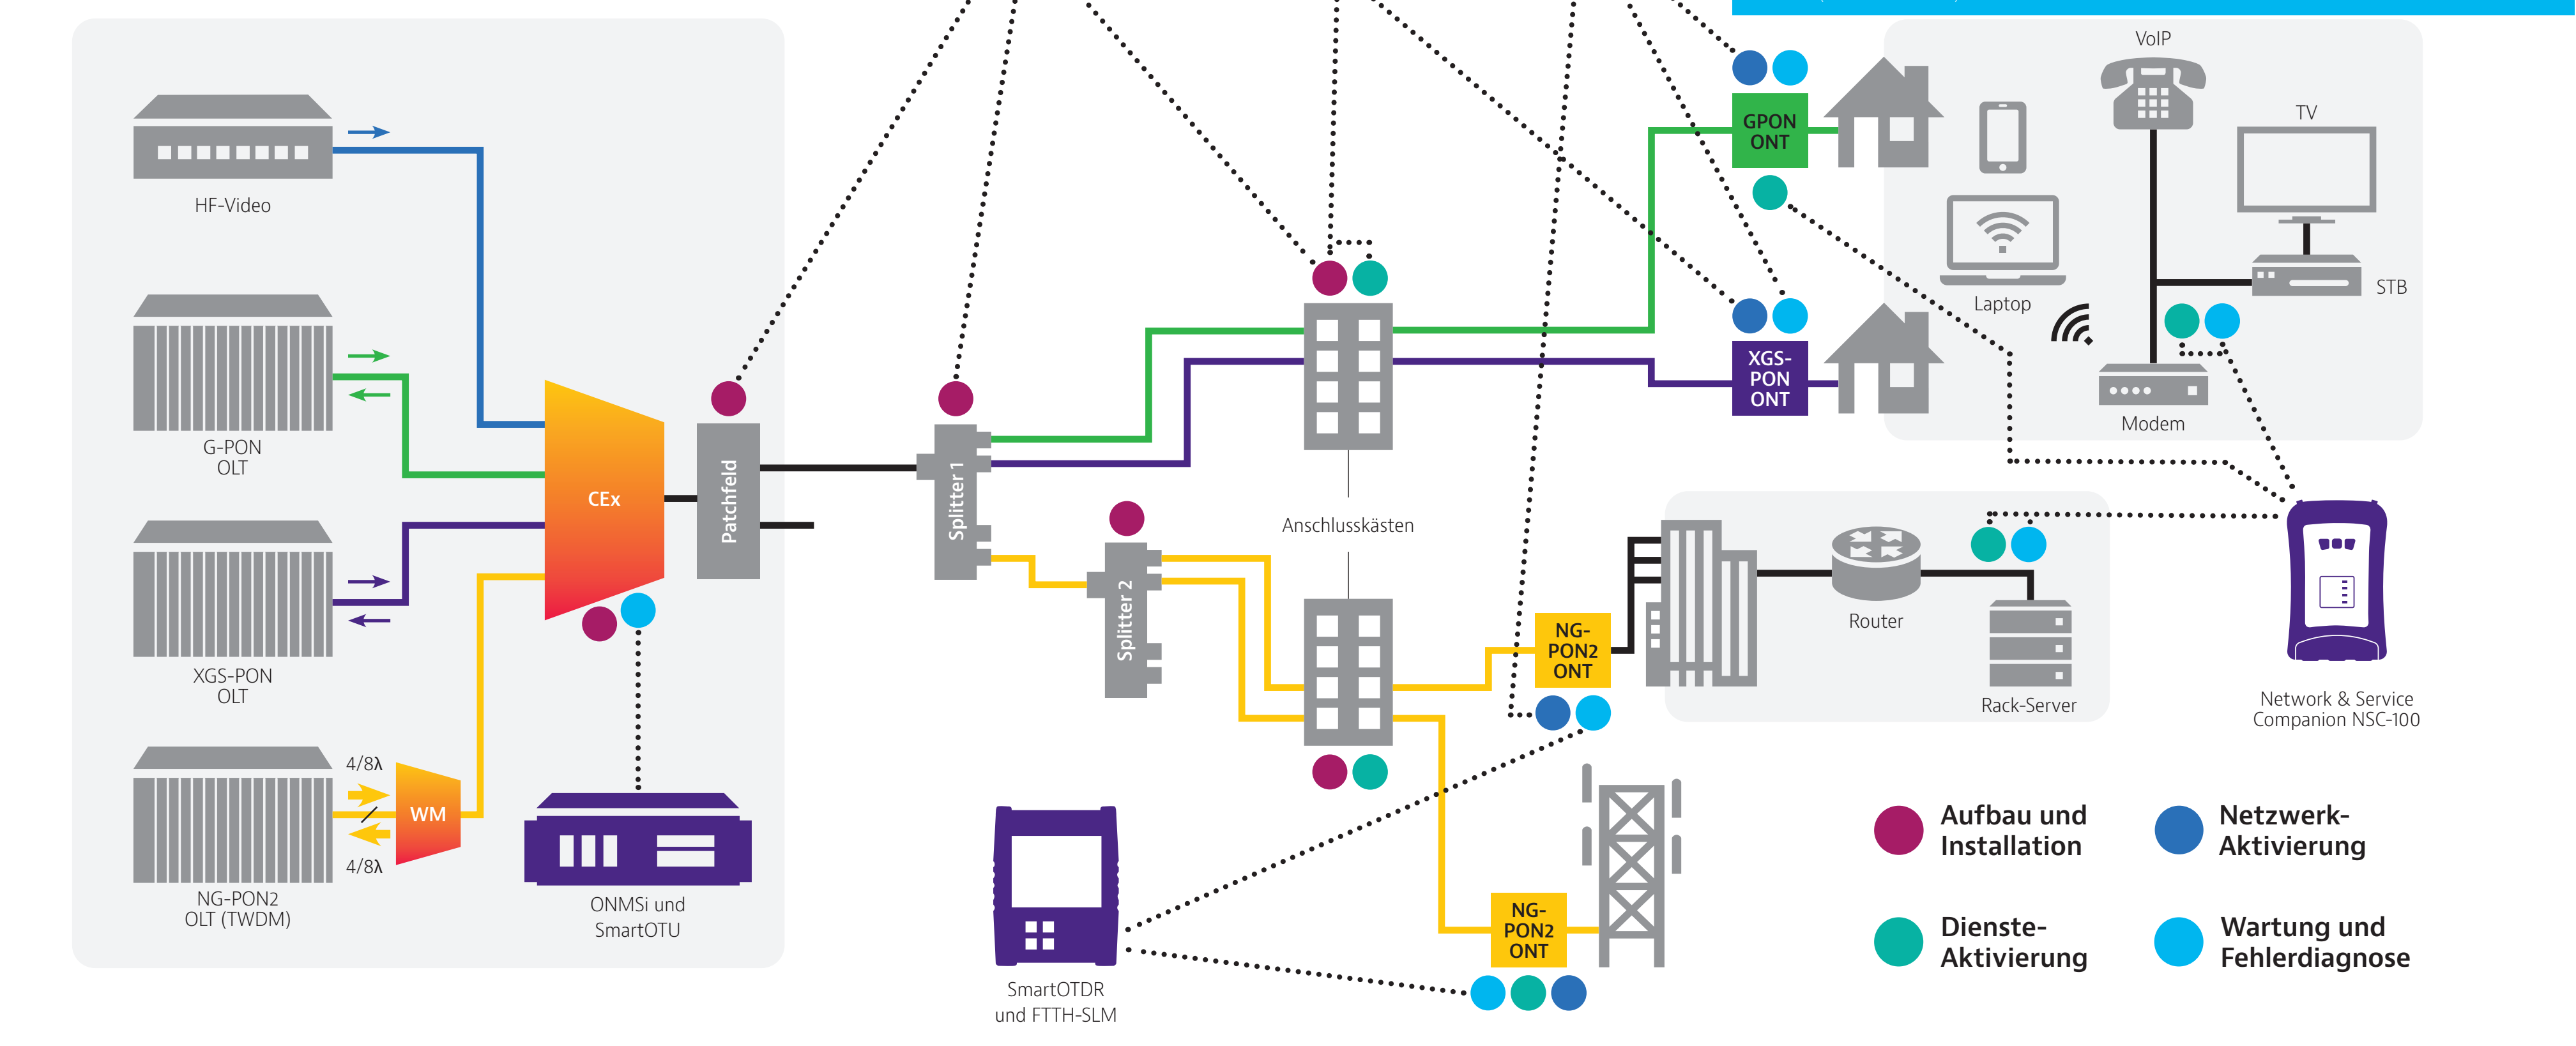 HF-Video
G-PON
OLT
XGS-PON
OLT
4/8λ
WM
4/8λ
NG-PON2
OLT (TWDM)
CEx
Patchfeld
ONMSi und
SmartOTU
Splitter 1
Splitter 2
Anschlusskästen
SmartOTDR
und FTTH-SLM
GPON
ONT
XGS-
PON
ONT
NG-
PON2
ONT
NG-
PON2
ONT
VoIP
TV
Laptop
STB
Modem
Router
Rack-Server
Network & Service
Companion NSC-100
Aufbau und
Installation
Netzwerk-
Aktivierung
Dienste-
Aktivierung
Wartung und
Fehlerdiagnose